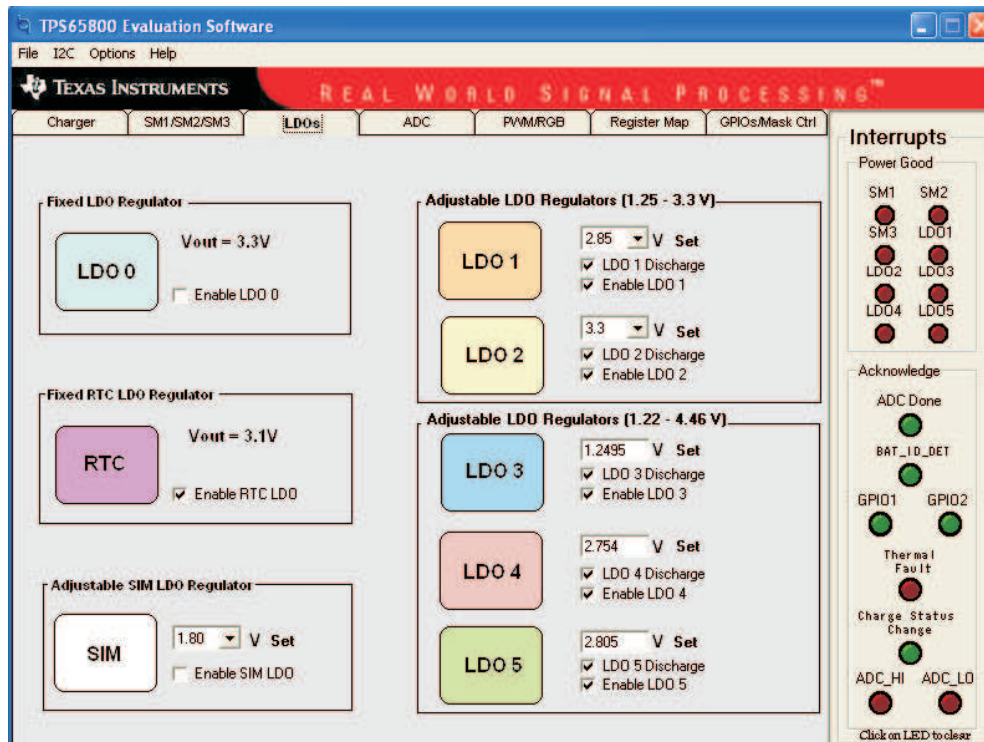 TPS65800 Evaluation Software
File I2C Options Help
TEXAS INSTRUMENTS
REAL WORLD SIGNAL PROCESSING™
Charger SM1/SM2/SM3 LDOs ADC PWM/RGB Register Map GPIOs/Mask Ctrl
Fixed LDO Regulator
LDO 0
Vout = 3.3V
Enable LDO 0
Fixed RTC LDO Regulator
RTC
Vout = 3.1V
Enable RTC LDO
Adjustable SIM LDO Regulator
SIM
1.80 V Set
Enable SIM LDO
Adjustable LDO Regulators (1.25 - 3.3 V)
LDO 1
2.85 V Set
LDO 1 Discharge
Enable LDO 1
LDO 2
3.3 V Set
LDO 2 Discharge
Enable LDO 2
Adjustable LDO Regulators (1.22 - 4.46 V)
LDO 3
1.2495 V Set
LDO 3 Discharge
Enable LDO 3
LDO 4
2.754 V Set
LDO 4 Discharge
Enable LDO 4
LDO 5
2.805 V Set
LDO 5 Discharge
Enable LDO 5
Interrupts
Power Good
SM1 SM2
SM3 LDO1
LDO2 LDO3
LDO4 LDO5
Acknowledge
ADC Done
BAT_ID_DET
GPIO1 GPIO2
Thermal
Fault
Charge Status
Change
ADC_HI ADC_LO
Click on LED to clear